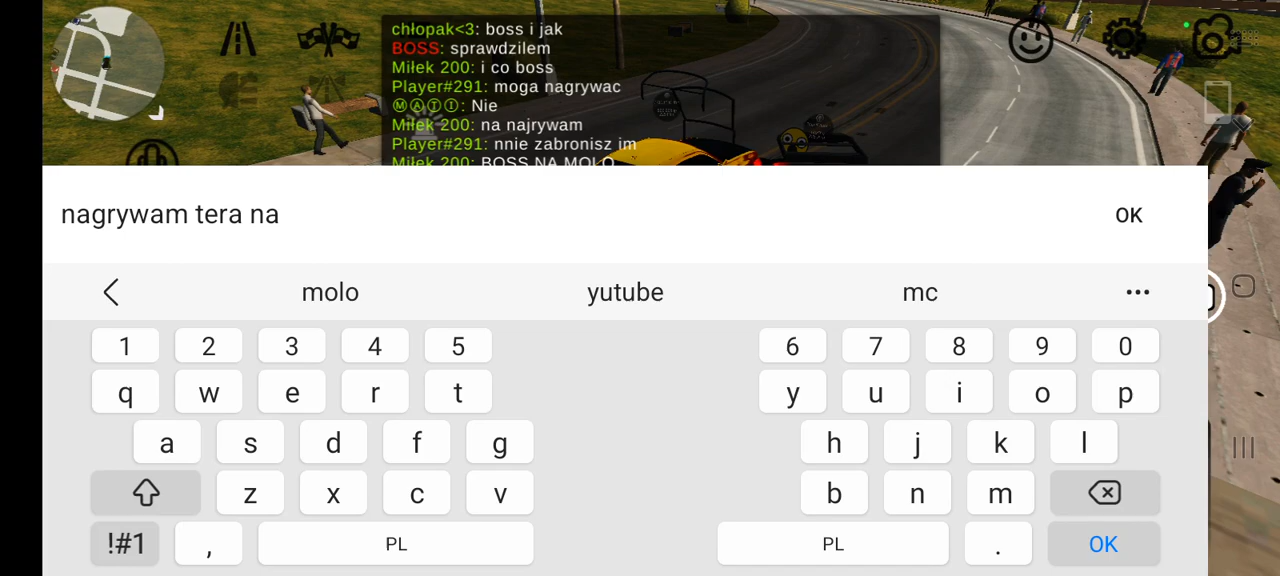 chłopak<3: boss i jak
BOSS: sprawdzilem
Miłek 200: i co boss
Player#291: moga nagrywac
ⓂⒶⓉⓘ: Nie
Miłek 200: na najrywam
Player#291: nnie zabronisz im
Miłek 200: BOSS NA MOLO
nagrywam tera na
OK
molo yutube mc
1 2 3 4 5 6 7 8 9 0
q w e r t y u i o p
a s d f g h j k l
z x c v b n m
!#1 , PL PL . OK